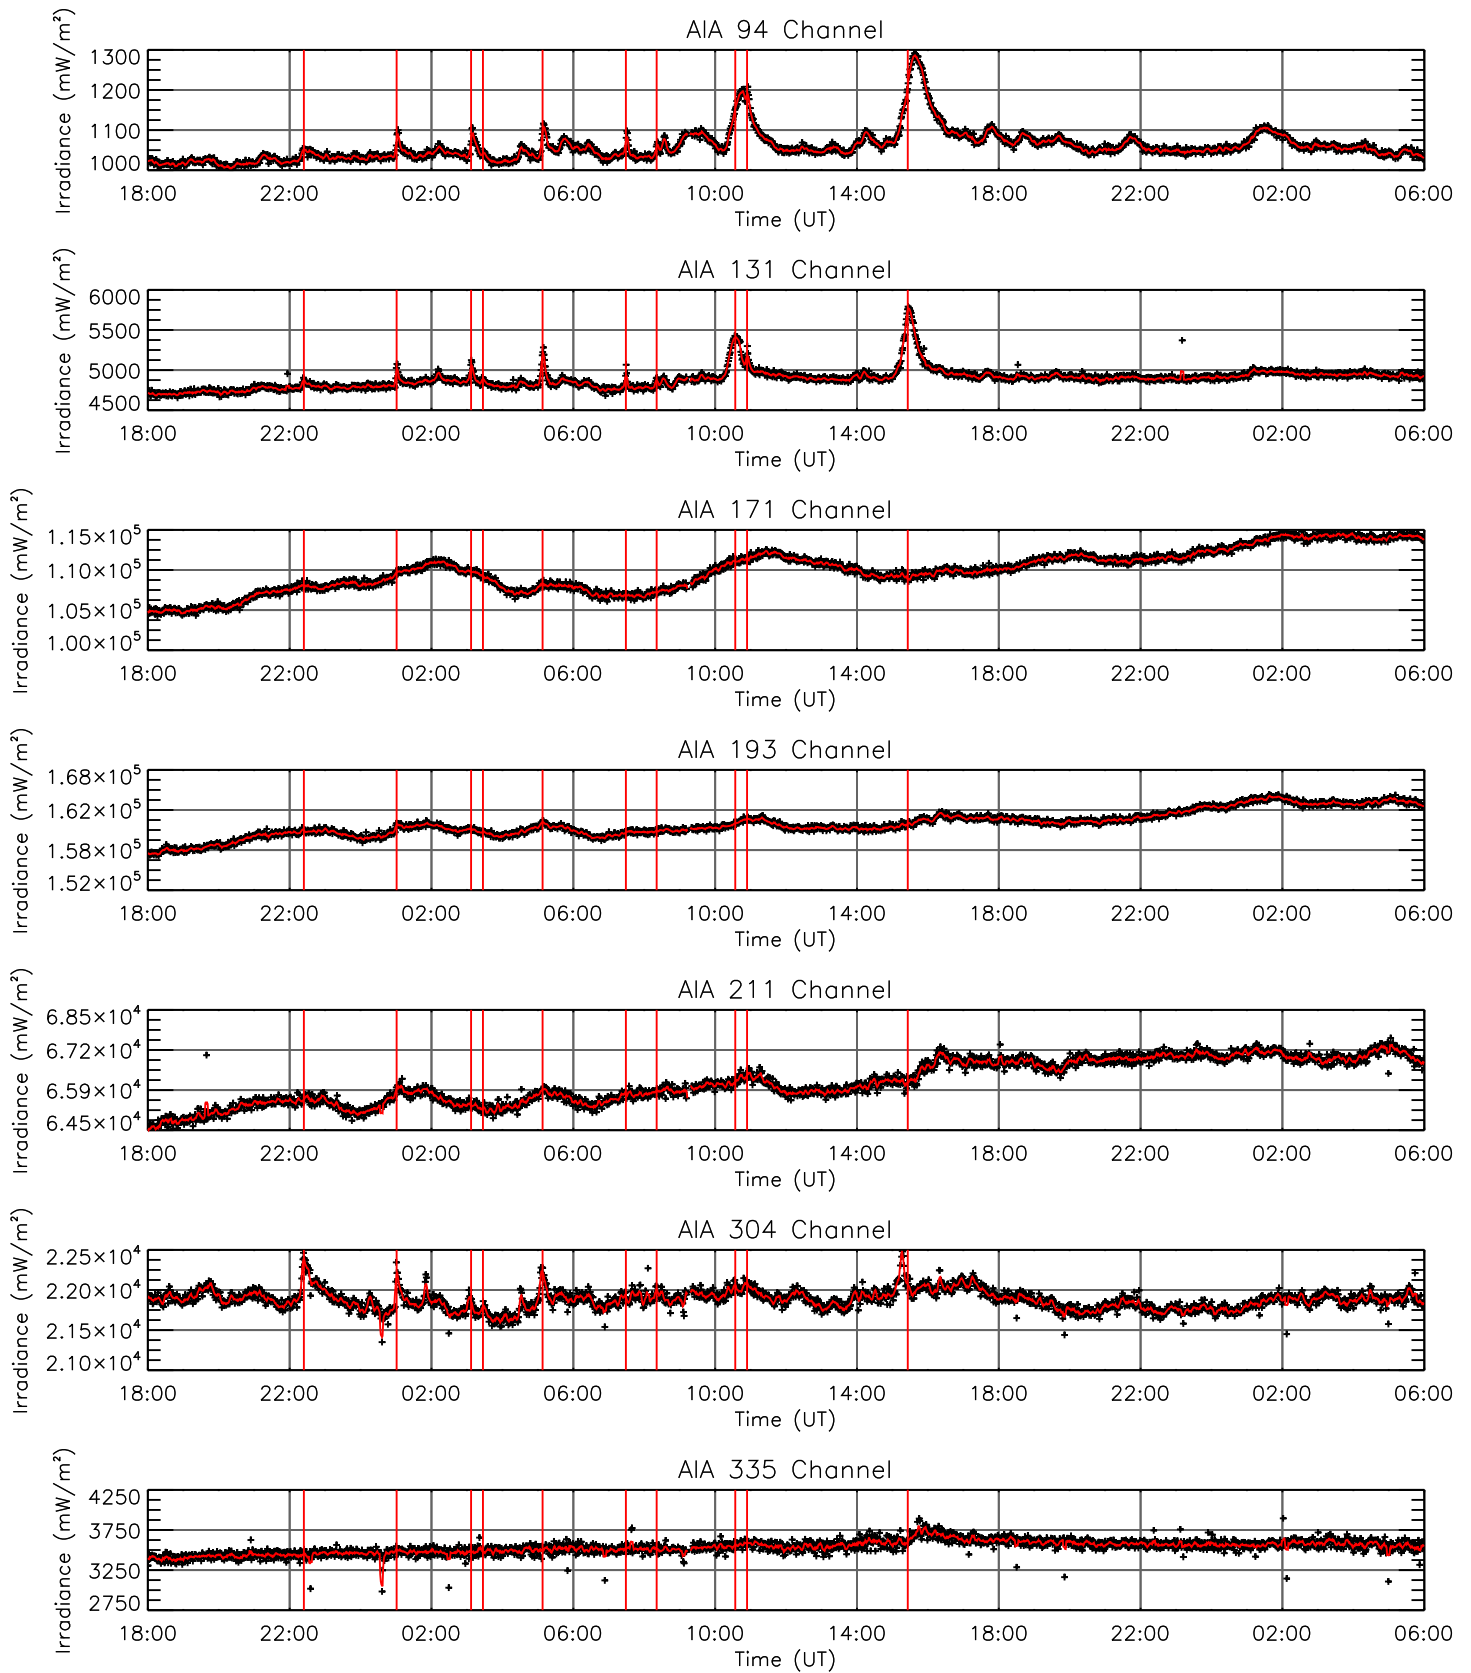 AIA 94 Channel
Irradiance (mW/m²)
1300
1200
1100
1000
18:00 22:00 02:00 06:00 10:00 14:00 18:00 22:00 02:00 06:00
Time (UT)
AIA 131 Channel
Irradiance (mW/m²)
6000
5500
5000
4500
18:00 22:00 02:00 06:00 10:00 14:00 18:00 22:00 02:00 06:00
Time (UT)
AIA 171 Channel
Irradiance (mW/m²)
1.15×10⁵
1.10×10⁵
1.05×10⁵
1.00×10⁵
18:00 22:00 02:00 06:00 10:00 14:00 18:00 22:00 02:00 06:00
Time (UT)
AIA 193 Channel
Irradiance (mW/m²)
1.68×10⁵
1.62×10⁵
1.58×10⁵
1.52×10⁵
18:00 22:00 02:00 06:00 10:00 14:00 18:00 22:00 02:00 06:00
Time (UT)
AIA 211 Channel
Irradiance (mW/m²)
6.85×10⁴
6.72×10⁴
6.59×10⁴
6.45×10⁴
18:00 22:00 02:00 06:00 10:00 14:00 18:00 22:00 02:00 06:00
Time (UT)
AIA 304 Channel
Irradiance (mW/m²)
2.25×10⁴
2.20×10⁴
2.15×10⁴
2.10×10⁴
18:00 22:00 02:00 06:00 10:00 14:00 18:00 22:00 02:00 06:00
Time (UT)
AIA 335 Channel
Irradiance (mW/m²)
4250
3750
3250
2750
18:00 22:00 02:00 06:00 10:00 14:00 18:00 22:00 02:00 06:00
Time (UT)